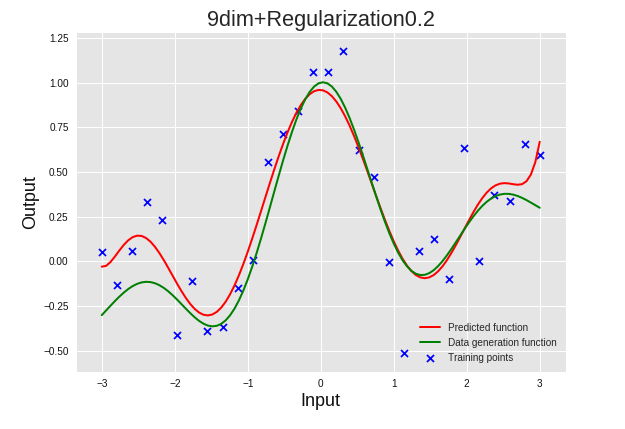 9dim+Regularization0.2
1.25
1.00
0.75
0.50
0.25
0.00
−0.25
−0.50
Output
Predicted function
Data generation function
Training points
−3 −2 −1 0 1 2 3
Input